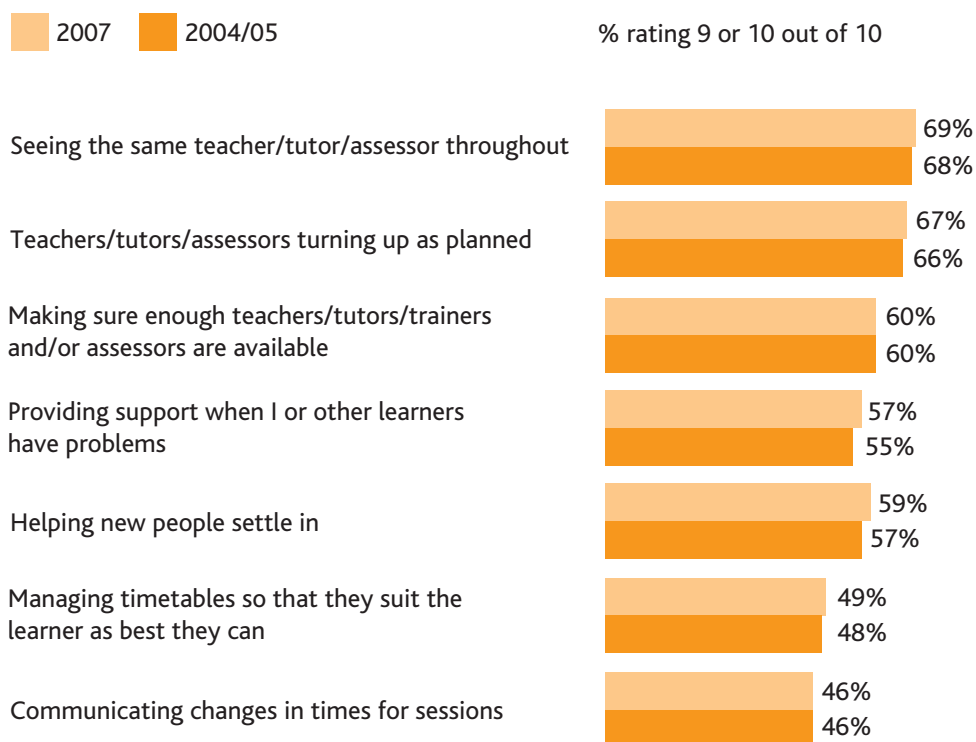 2007 2004/05 % rating 9 or 10 out of 10
Seeing the same teacher/tutor/assessor throughout
69%
68%
Teachers/tutors/assessors turning up as planned
67%
66%
Making sure enough teachers/tutors/trainers
and/or assessors are available
60%
60%
Providing support when I or other learners
have problems
57%
55%
Helping new people settle in
59%
57%
Managing timetables so that they suit the
learner as best they can
49%
48%
Communicating changes in times for sessions
46%
46%